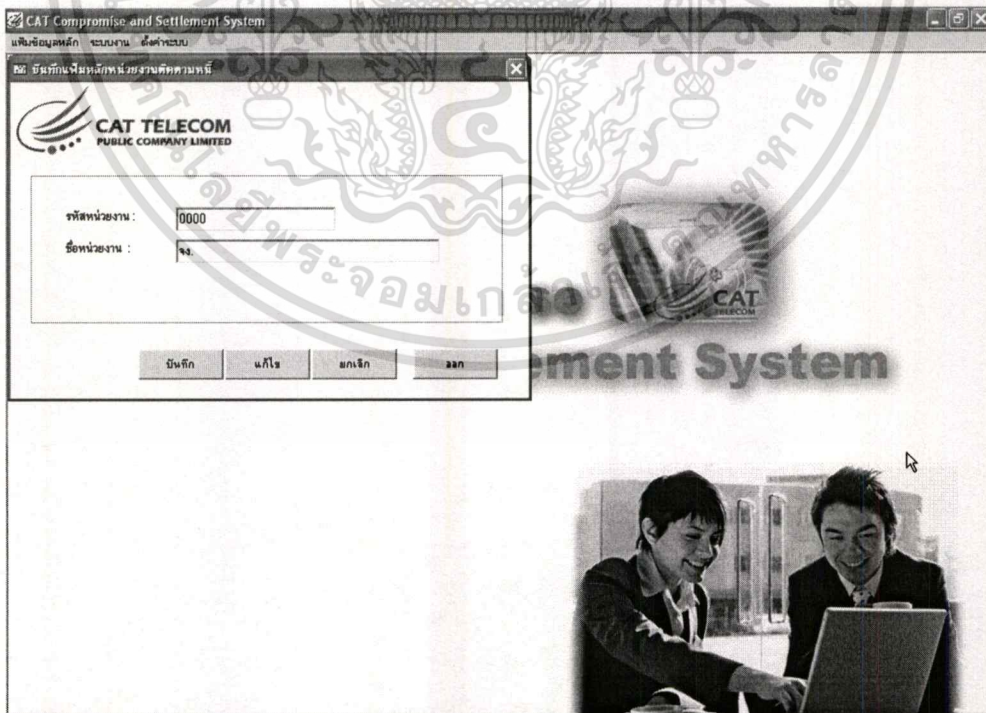 CAT Compromise and Settlement System
แฟ้มข้อมูลหลัก ระบบงาน ตั้งค่าระบบ
บันทึกแฟ้มหลักหน่วยงานติดตามหนี้
CAT TELECOM
PUBLIC COMPANY LIMITED
รหัสหน่วยงาน : 0000
ชื่อหน่วยงาน : จง.
บันทึก แก้ไข ยกเลิก ออก
CAT
TELECOM
ement System